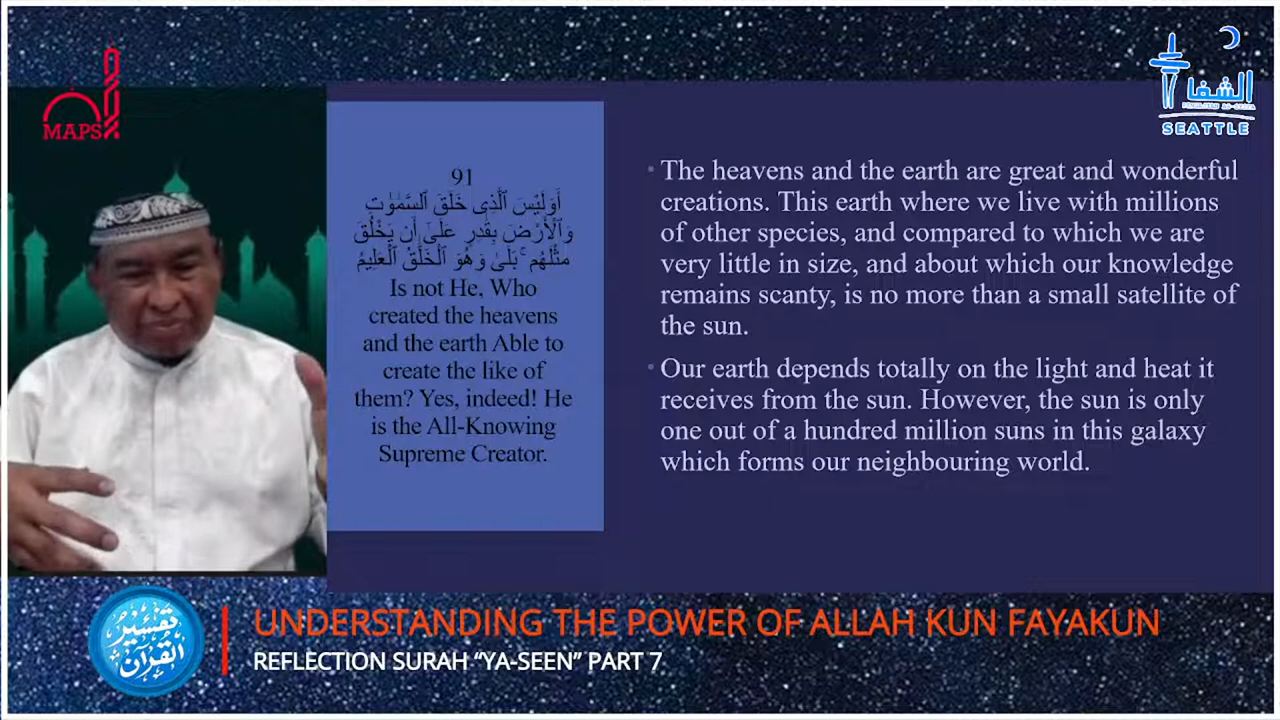 MAPS
الشفا
SEATTLE
91
أَوَلَيْسَ ٱلَّذِى خَلَقَ ٱلسَّمَٰوَٰتِ
وَٱلْأَرْضَ بِقَٰدِرٍ عَلَىٰٓ أَن يَخْلُقَ
مِثْلَهُم ۚ بَلَىٰ وَهُوَ ٱلْخَلَّٰقُ ٱلْعَلِيمُ
Is not He, Who
created the heavens
and the earth Able to
create the like of
them? Yes, indeed! He
is the All-Knowing
Supreme Creator.
• The heavens and the earth are great and wonderful
creations. This earth where we live with millions
of other species, and compared to which we are
very little in size, and about which our knowledge
remains scanty, is no more than a small satellite of
the sun.
• Our earth depends totally on the light and heat it
receives from the sun. However, the sun is only
one out of a hundred million suns in this galaxy
which forms our neighbouring world.
تفسير
القرآن
UNDERSTANDING THE POWER OF ALLAH KUN FAYAKUN
REFLECTION SURAH “YA-SEEN” PART 7